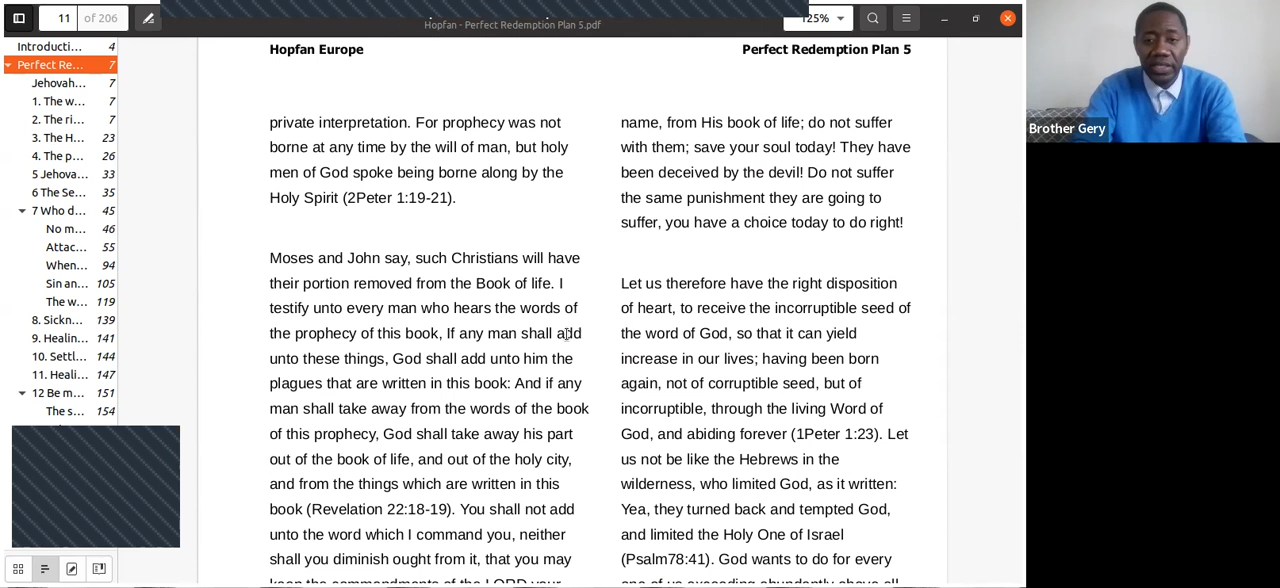 11
of 206
Hopfan - Perfect Redemption Plan 5.pdf
125%
Introducti... 4
Perfect Re... 7
Jehovah... 7
1. The w... 7
2. The ri... 7
3. The H... 23
4. The p... 26
5 Jehova... 33
6 The Se... 35
7 Who d... 45
No m... 46
Attac... 55
When... 94
Sin an... 105
The w... 119
8. Sickn... 139
9. Healin... 141
10. Settl... 144
11. Heali... 147
12 Be m... 151
The s... 154
Hopfan Europe
Perfect Redemption Plan 5
private interpretation. For prophecy was not
borne at any time by the will of man, but holy
men of God spoke being borne along by the
Holy Spirit (2Peter 1:19-21).
Moses and John say, such Christians will have
their portion removed from the Book of life. I
testify unto every man who hears the words of
the prophecy of this book, If any man shall add
unto these things, God shall add unto him the
plagues that are written in this book: And if any
man shall take away from the words of the book
of this prophecy, God shall take away his part
out of the book of life, and out of the holy city,
and from the things which are written in this
book (Revelation 22:18-19). You shall not add
unto the word which I command you, neither
shall you diminish ought from it, that you may
keep the commandments of the LORD your
name, from His book of life; do not suffer
with them; save your soul today! They have
been deceived by the devil! Do not suffer
the same punishment they are going to
suffer, you have a choice today to do right!
Let us therefore have the right disposition
of heart, to receive the incorruptible seed of
the word of God, so that it can yield
increase in our lives; having been born
again, not of corruptible seed, but of
incorruptible, through the living Word of
God, and abiding forever (1Peter 1:23). Let
us not be like the Hebrews in the
wilderness, who limited God, as it written:
Yea, they turned back and tempted God,
and limited the Holy One of Israel
(Psalm78:41). God wants to do for every
one of us exceeding abundantly above all
Brother Gery